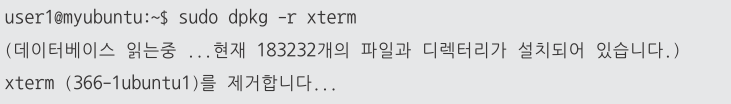 user1@myubuntu:~$ sudo dpkg -r xterm
(데이터베이스 읽는중 ...현재 183232개의 파일과 디렉터리가 설치되어 있습니다.)
xterm (366-1ubuntu1)를 제거합니다...